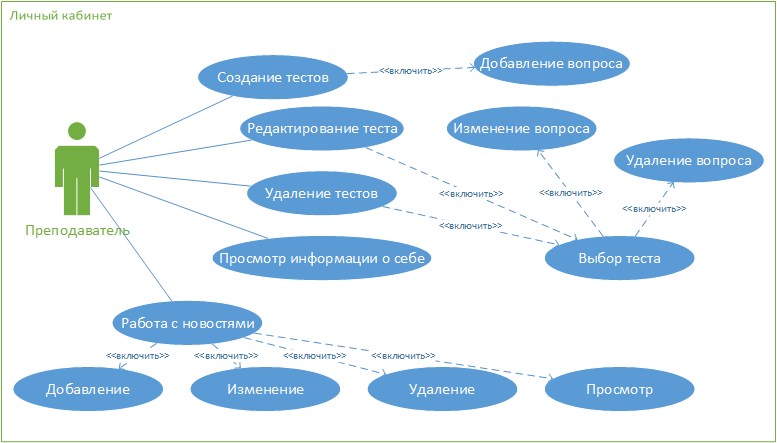 Личный кабинет
Создание тестов
<<включить>>
Добавление вопроса
Редактирование теста
Изменение вопроса
Удаление вопроса
Удаление тестов
<<включить>>
<<включить>>
<<включить>>
<<включить>>
Преподаватель
Просмотр информации о себе
Выбор теста
Работа с новостями
<<включить>>
<<включить>>
<<включить>>
<<включить>>
Добавление
Изменение
Удаление
Просмотр